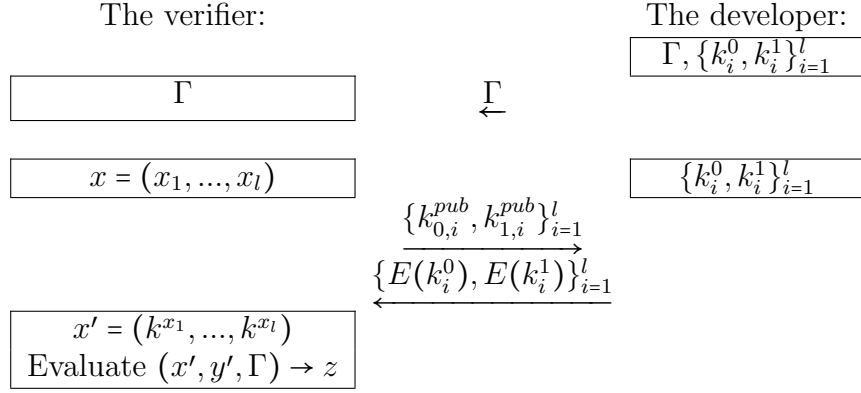 The verifier: The developer:
Γ, {k_i^0, k_i^1}_{i=1}^l
Γ Γ
x = (x_1, ..., x_l) {k_i^0, k_i^1}_{i=1}^l
{k_{0,i}^{pub}, k_{1,i}^{pub}}_{i=1}^l
{E(k_i^0), E(k_i^1)}_{i=1}^l
x′ = (k^{x_1}, ..., k^{x_l})
Evaluate (x′, y′, Γ) → z